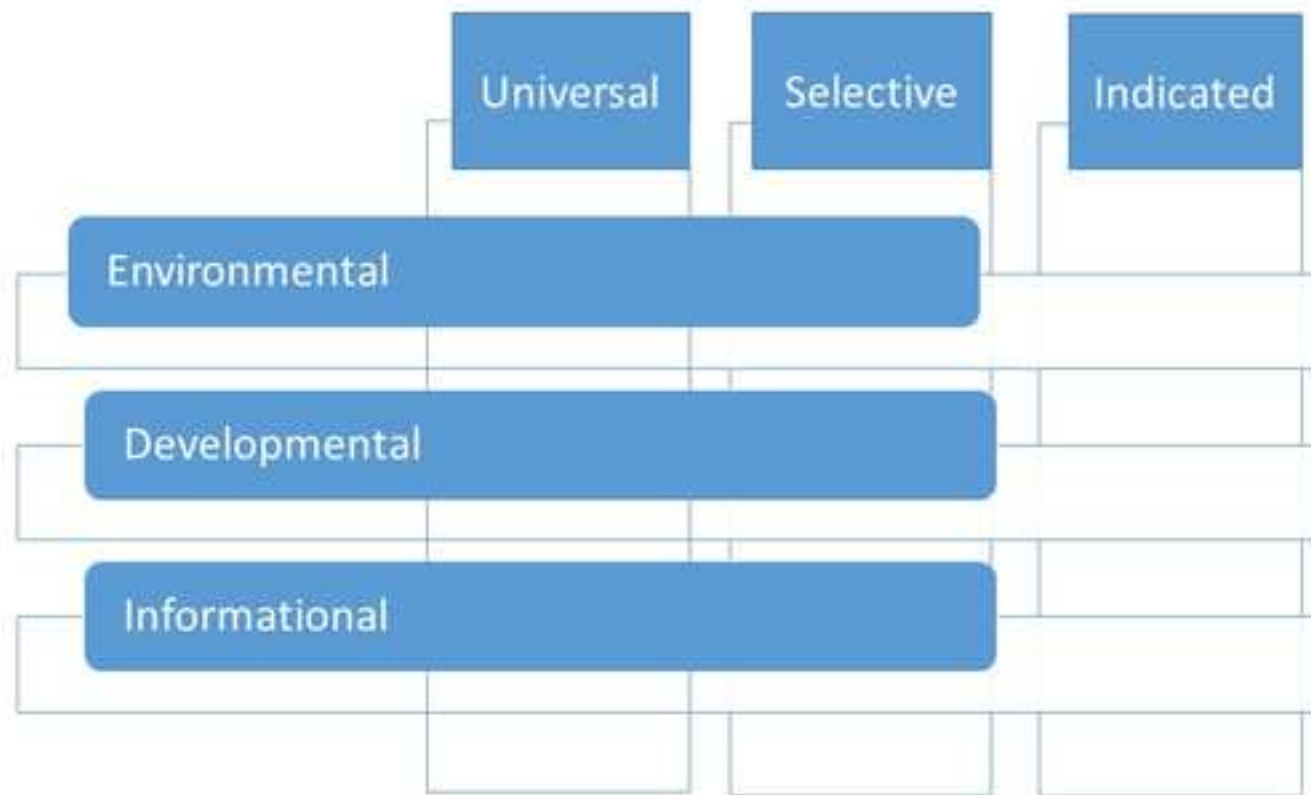 Universal
Selective
Indicated
Environmental
Developmental
Informational